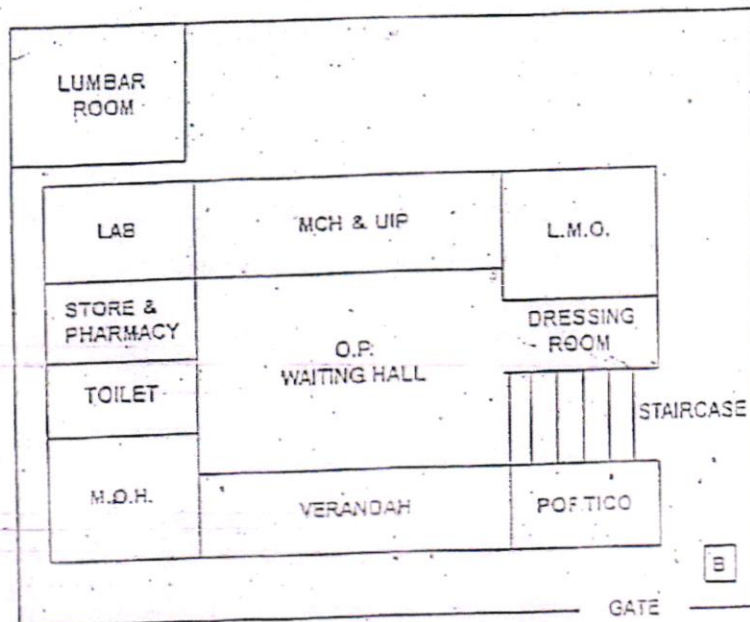 LUMBAR
ROOM
LAB
MCH & UIP
L.M.O.
STORE &
PHARMACY
O.P.
WAITING HALL
DRESSING
ROOM
TOILET
STAIRCASE
M.O.H.
VERANDAH
PORTICO
B
GATE